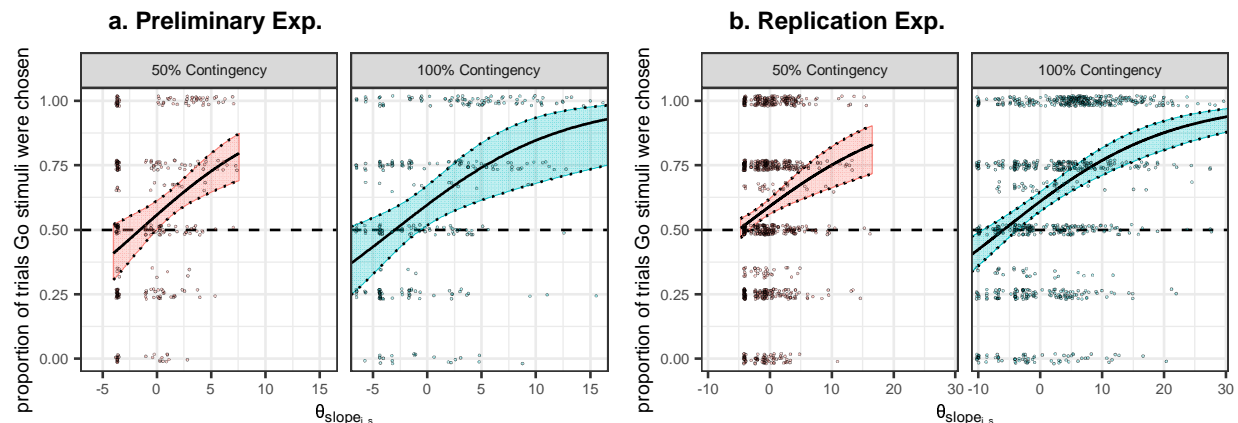 a. Preliminary Exp.
b. Replication Exp.
proportion of trials Go stimuli were chosen
50% Contingency
100% Contingency
1.00
0.75
0.50
0.25
0.00
-5 0 5 10 15
-5 0 5 10 15
θslope i,s
proportion of trials Go stimuli were chosen
50% Contingency
100% Contingency
1.00
0.75
0.50
0.25
0.00
-10 0 10 20 30
-10 0 10 20 30
θslope i,s